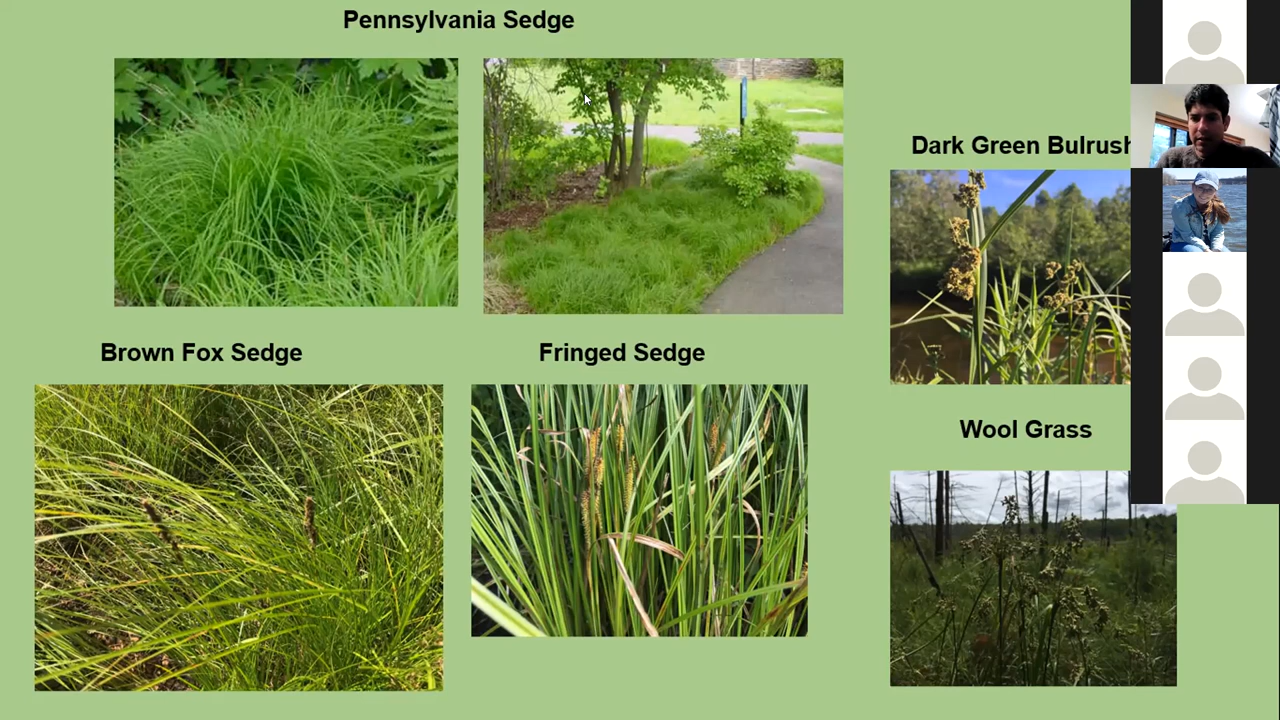 Pennsylvania Sedge
Dark Green Bulrush
Brown Fox Sedge
Fringed Sedge
Wool Grass